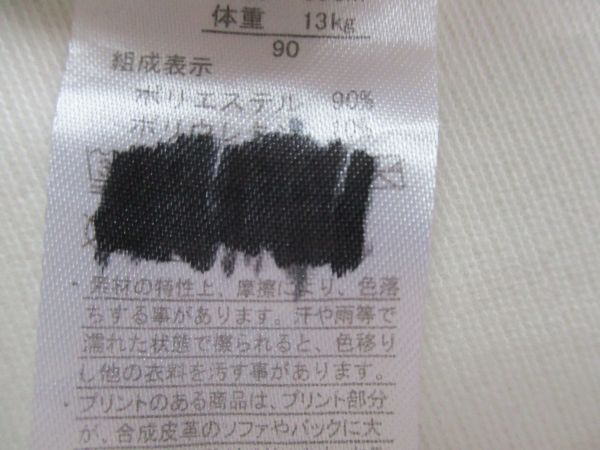 体重 13kg
90
組成表示
ポリエステル 90%
ポリウレ
・素材の特性上、摩擦により、色落
ちする事があります。汗や雨等で
濡れた状態で擦られると、色移り
し他の衣料を汚す事があります。
・プリントのある商品は、プリント部分
が、合成皮革のソファやバックに大